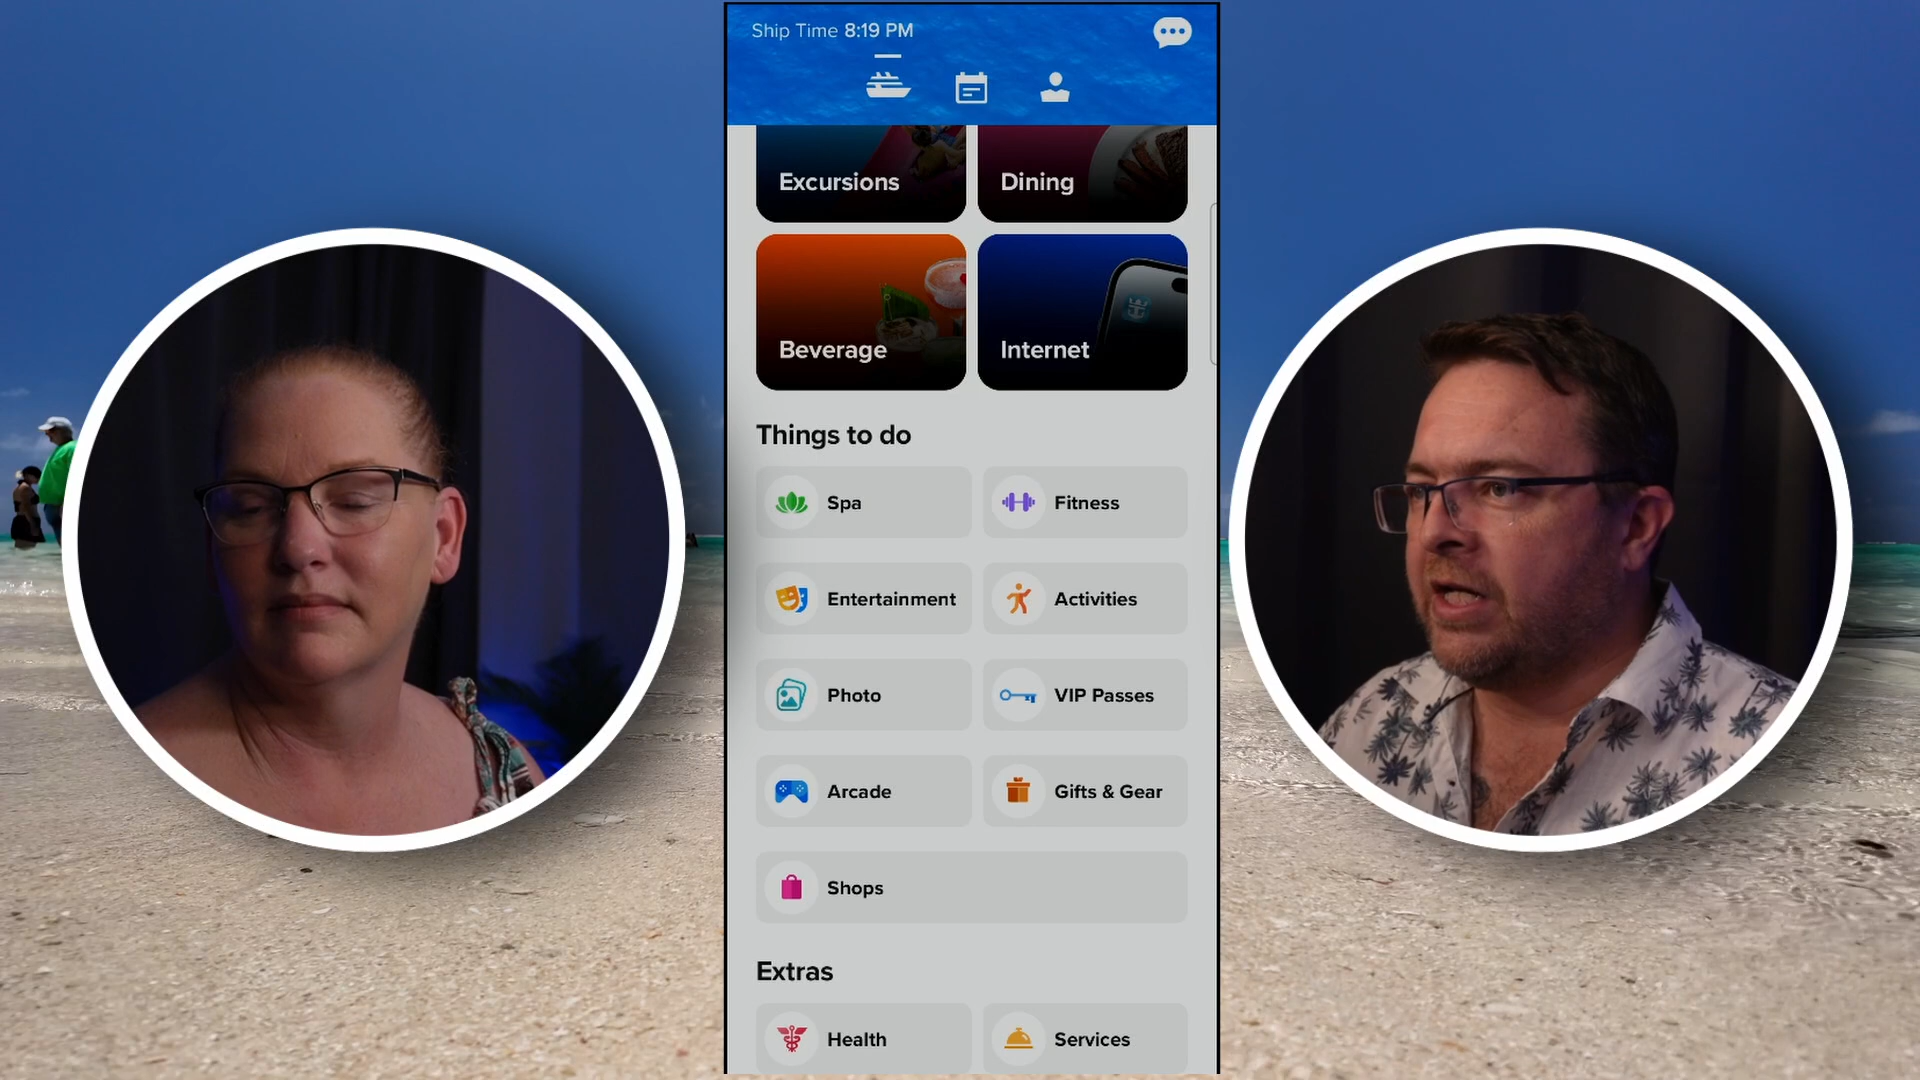 Ship Time 8:19 PM
Excursions
Dining
Beverage
Internet
Things to do
Spa
Fitness
Entertainment
Activities
Photo
VIP Passes
Arcade
Gifts & Gear
Shops
Extras
Health
Services